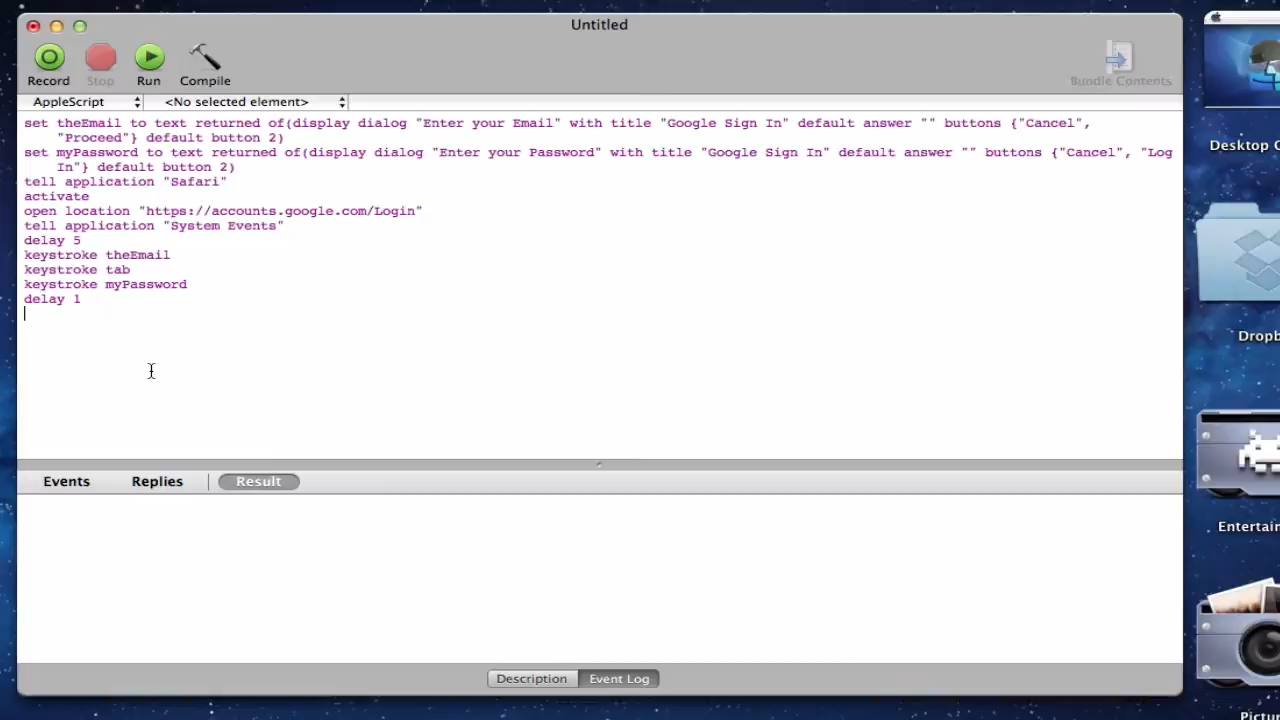 Untitled
Record
Stop
Run
Compile
Bundle Contents
AppleScript
<No selected element>
set theEmail to text returned of(display dialog "Enter your Email" with title "Google Sign In" default answer "" buttons {"Cancel",
"Proceed"} default button 2)
set myPassword to text returned of(display dialog "Enter your Password" with title "Google Sign In" default answer "" buttons {"Cancel", "Log
In"} default button 2)
tell application "Safari"
activate
open location "https://accounts.google.com/Login"
tell application "System Events"
delay 5
keystroke theEmail
keystroke tab
keystroke myPassword
delay 1
Events
Replies
Result
Description
Event Log
Desktop C
Dropb
Entertain
Pictu